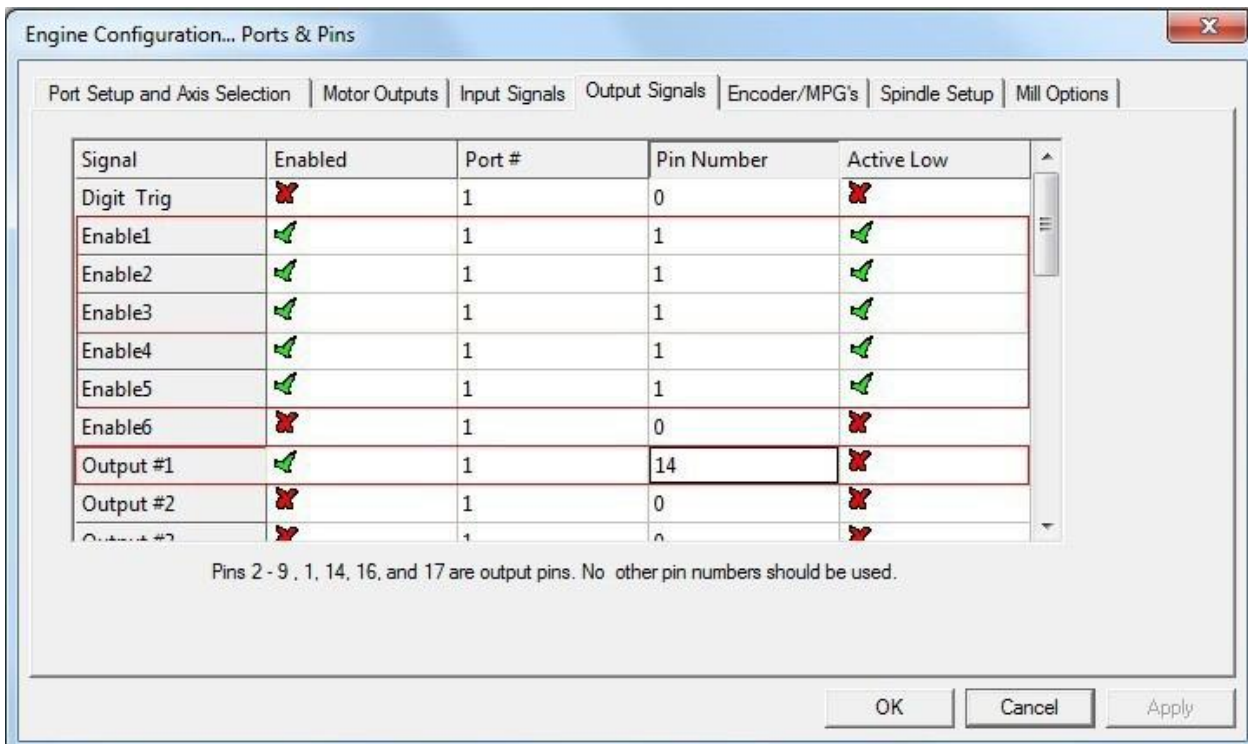 Engine Configuration... Ports & Pins
Port Setup and Axis Selection Motor Outputs Input Signals Output Signals Encoder/MPG's Spindle Setup Mill Options
Signal Enabled Port # Pin Number Active Low
Digit Trig 1 0
Enable1 1 1
Enable2 1 1
Enable3 1 1
Enable4 1 1
Enable5 1 1
Enable6 1 0
Output #1 1 14
Output #2 1 0
Pins 2 - 9 , 1, 14, 16, and 17 are output pins. No other pin numbers should be used.
OK Cancel Apply